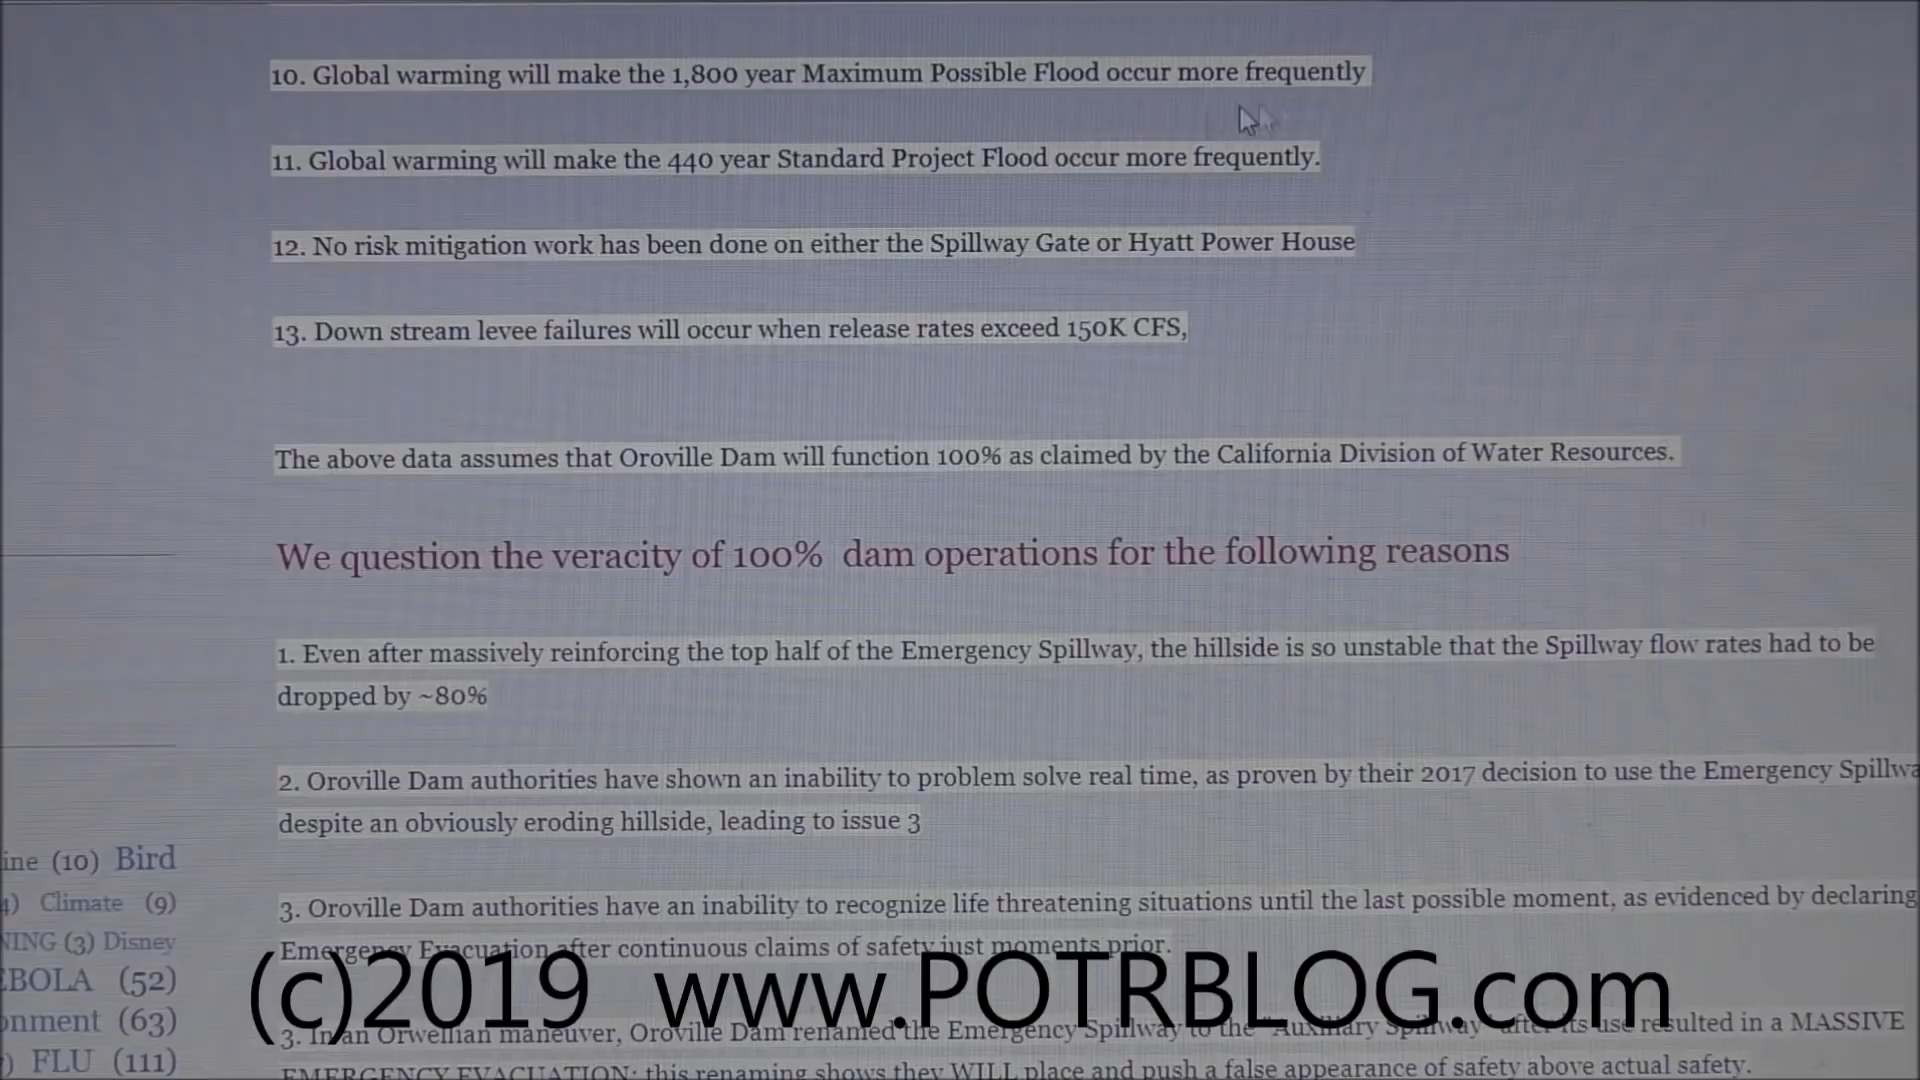 10. Global warming will make the 1,800 year Maximum Possible Flood occur more frequently
11. Global warming will make the 440 year Standard Project Flood occur more frequently.
12. No risk mitigation work has been done on either the Spillway Gate or Hyatt Power House
13. Down stream levee failures will occur when release rates exceed 150K CFS,
The above data assumes that Oroville Dam will function 100% as claimed by the California Division of Water Resources.
We question the veracity of 100% dam operations for the following reasons
1. Even after massively reinforcing the top half of the Emergency Spillway, the hillside is so unstable that the Spillway flow rates had to be
dropped by ~80%
2. Oroville Dam authorities have shown an inability to problem solve real time, as proven by their 2017 decision to use the Emergency Spillwa
despite an obviously eroding hillside, leading to issue 3
3. Oroville Dam authorities have an inability to recognize life threatening situations until the last possible moment, as evidenced by declaring
Emergency Evacuation after continuous claims of safety just moments prior.
3. In an Orwellian maneuver, Oroville Dam renamed the Emergency Spillway to the "Auxiliary Spillway" after its use resulted in a MASSIVE
EMERGENCY EVACUATION; this renaming shows they WILL place and push a false appearance of safety above actual safety.
ine (10) Bird
4) Climate (9)
NING (3) Disney
EBOLA (52)
onment (63)
) FLU (111)
(c)2019 www.POTRBLOG.com